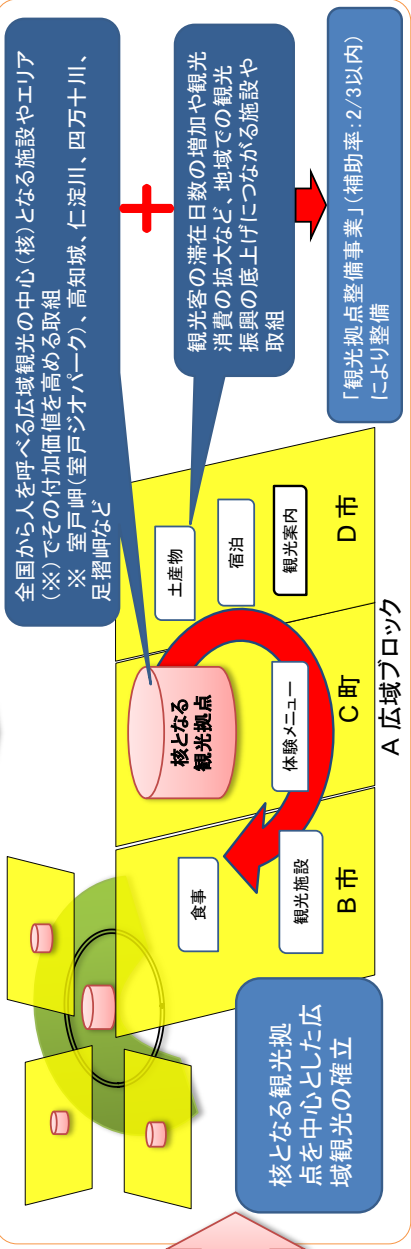 全国から人を呼べる広域観光の中心（核）となる施設やエリア
（※）でその付加価値を高める取組
※ 室戸岬（室戸ジオパーク）、高知城、仁淀川、四万十川、
足摺岬など
観光客の滞在日数の増加や観光
消費の拡大など、地域での観光
振興の底上げにつながる施設や
取組
「観光拠点整備事業」（補助率：2/3以内）
により整備
核となる
観光拠点
土産物
宿泊
観光案内
体験メニュー
食事
観光施設
B市
C町
D市
A 広域ブロック
核となる観光拠
点を中心とした広
域観光の確立